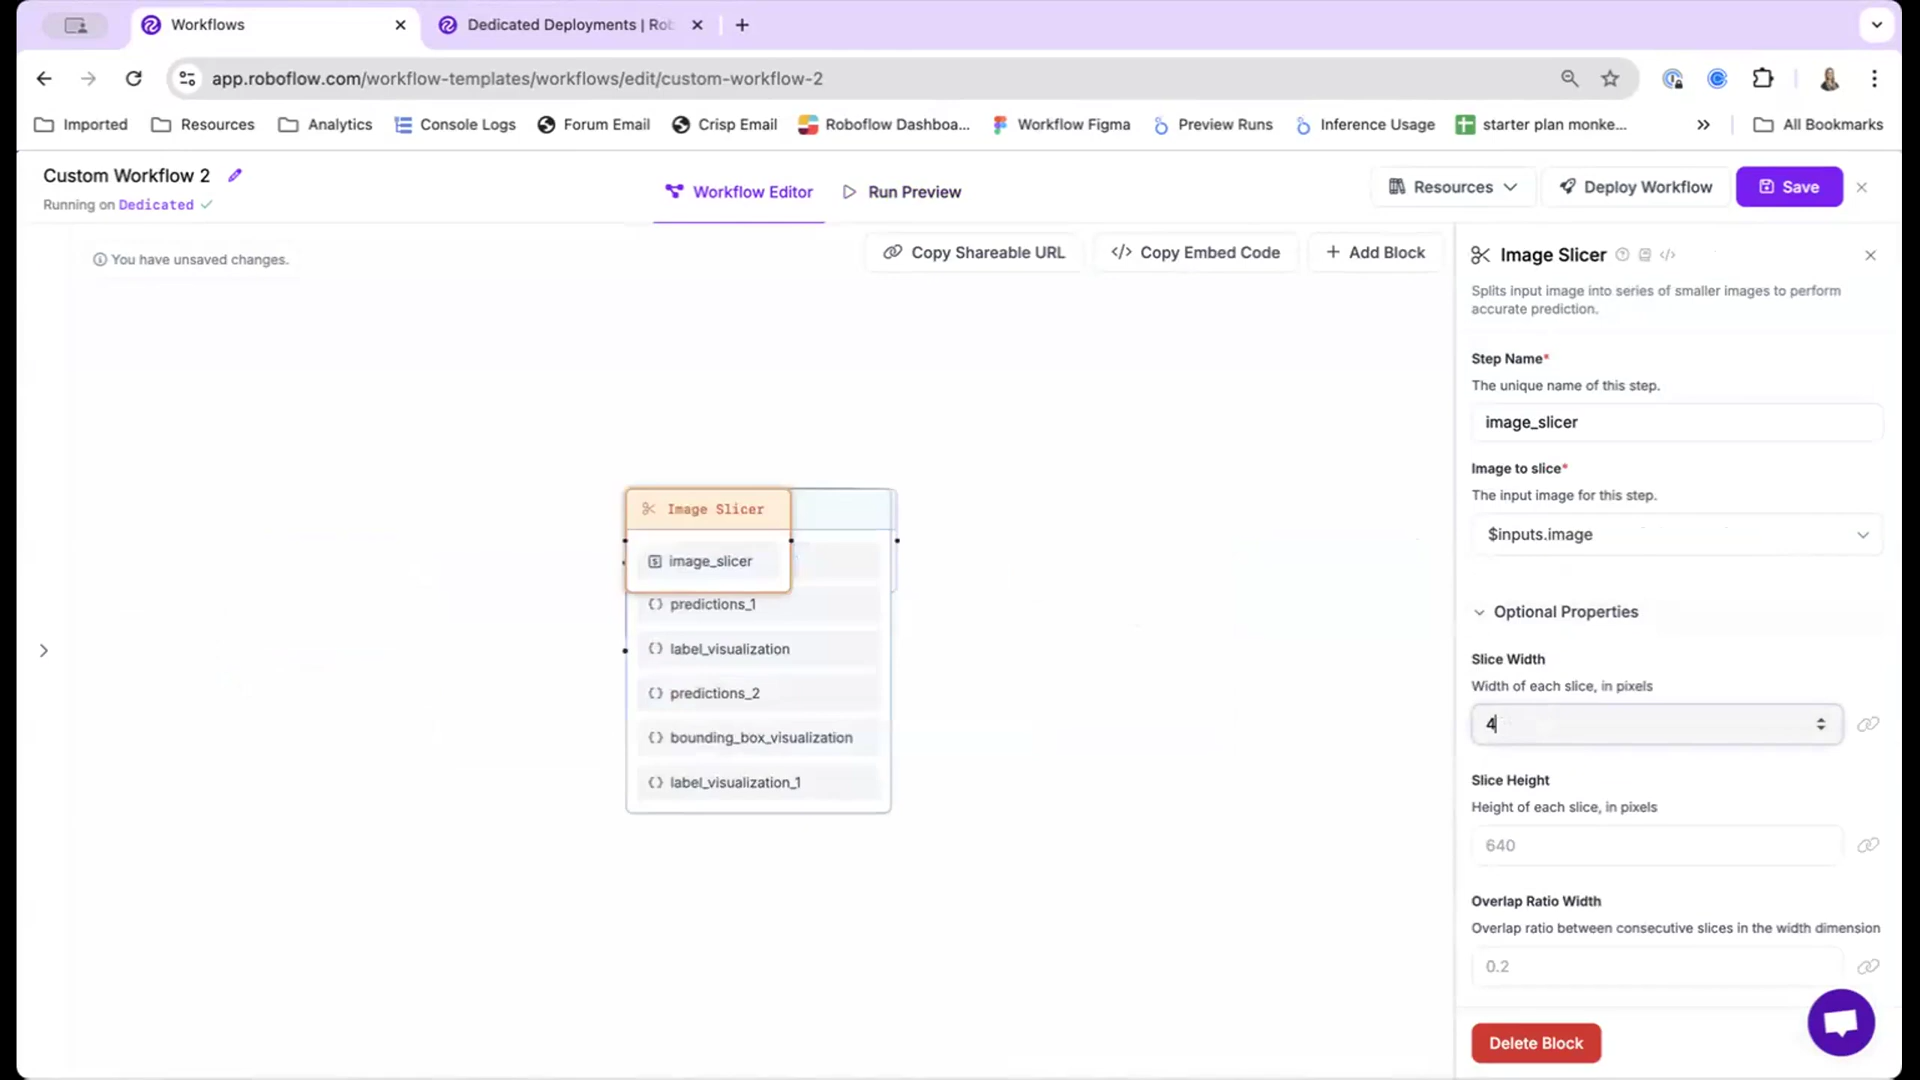 Workflows
Dedicated Deployments | Rob
app.roboflow.com/workflow-templates/workflows/edit/custom-workflow-2
Imported
Resources
Analytics
Console Logs
Forum Email
Crisp Email
Roboflow Dashboa...
Workflow Figma
Preview Runs
Inference Usage
starter plan monke...
»
All Bookmarks
Custom Workflow 2
Running on Dedicated
Workflow Editor
Run Preview
Resources
Deploy Workflow
Save
You have unsaved changes.
Copy Shareable URL
</> Copy Embed Code
+ Add Block
Image Slicer
image_slicer
predictions_1
label_visualization
predictions_2
bounding_box_visualization
label_visualization_1
Image Slicer
Splits input image into series of smaller images to perform
accurate prediction.
Step Name*
The unique name of this step.
image_slicer
Image to slice*
The input image for this step.
$inputs.image
Optional Properties
Slice Width
Width of each slice, in pixels
4
Slice Height
Height of each slice, in pixels
640
Overlap Ratio Width
Overlap ratio between consecutive slices in the width dimension
0.2
Delete Block